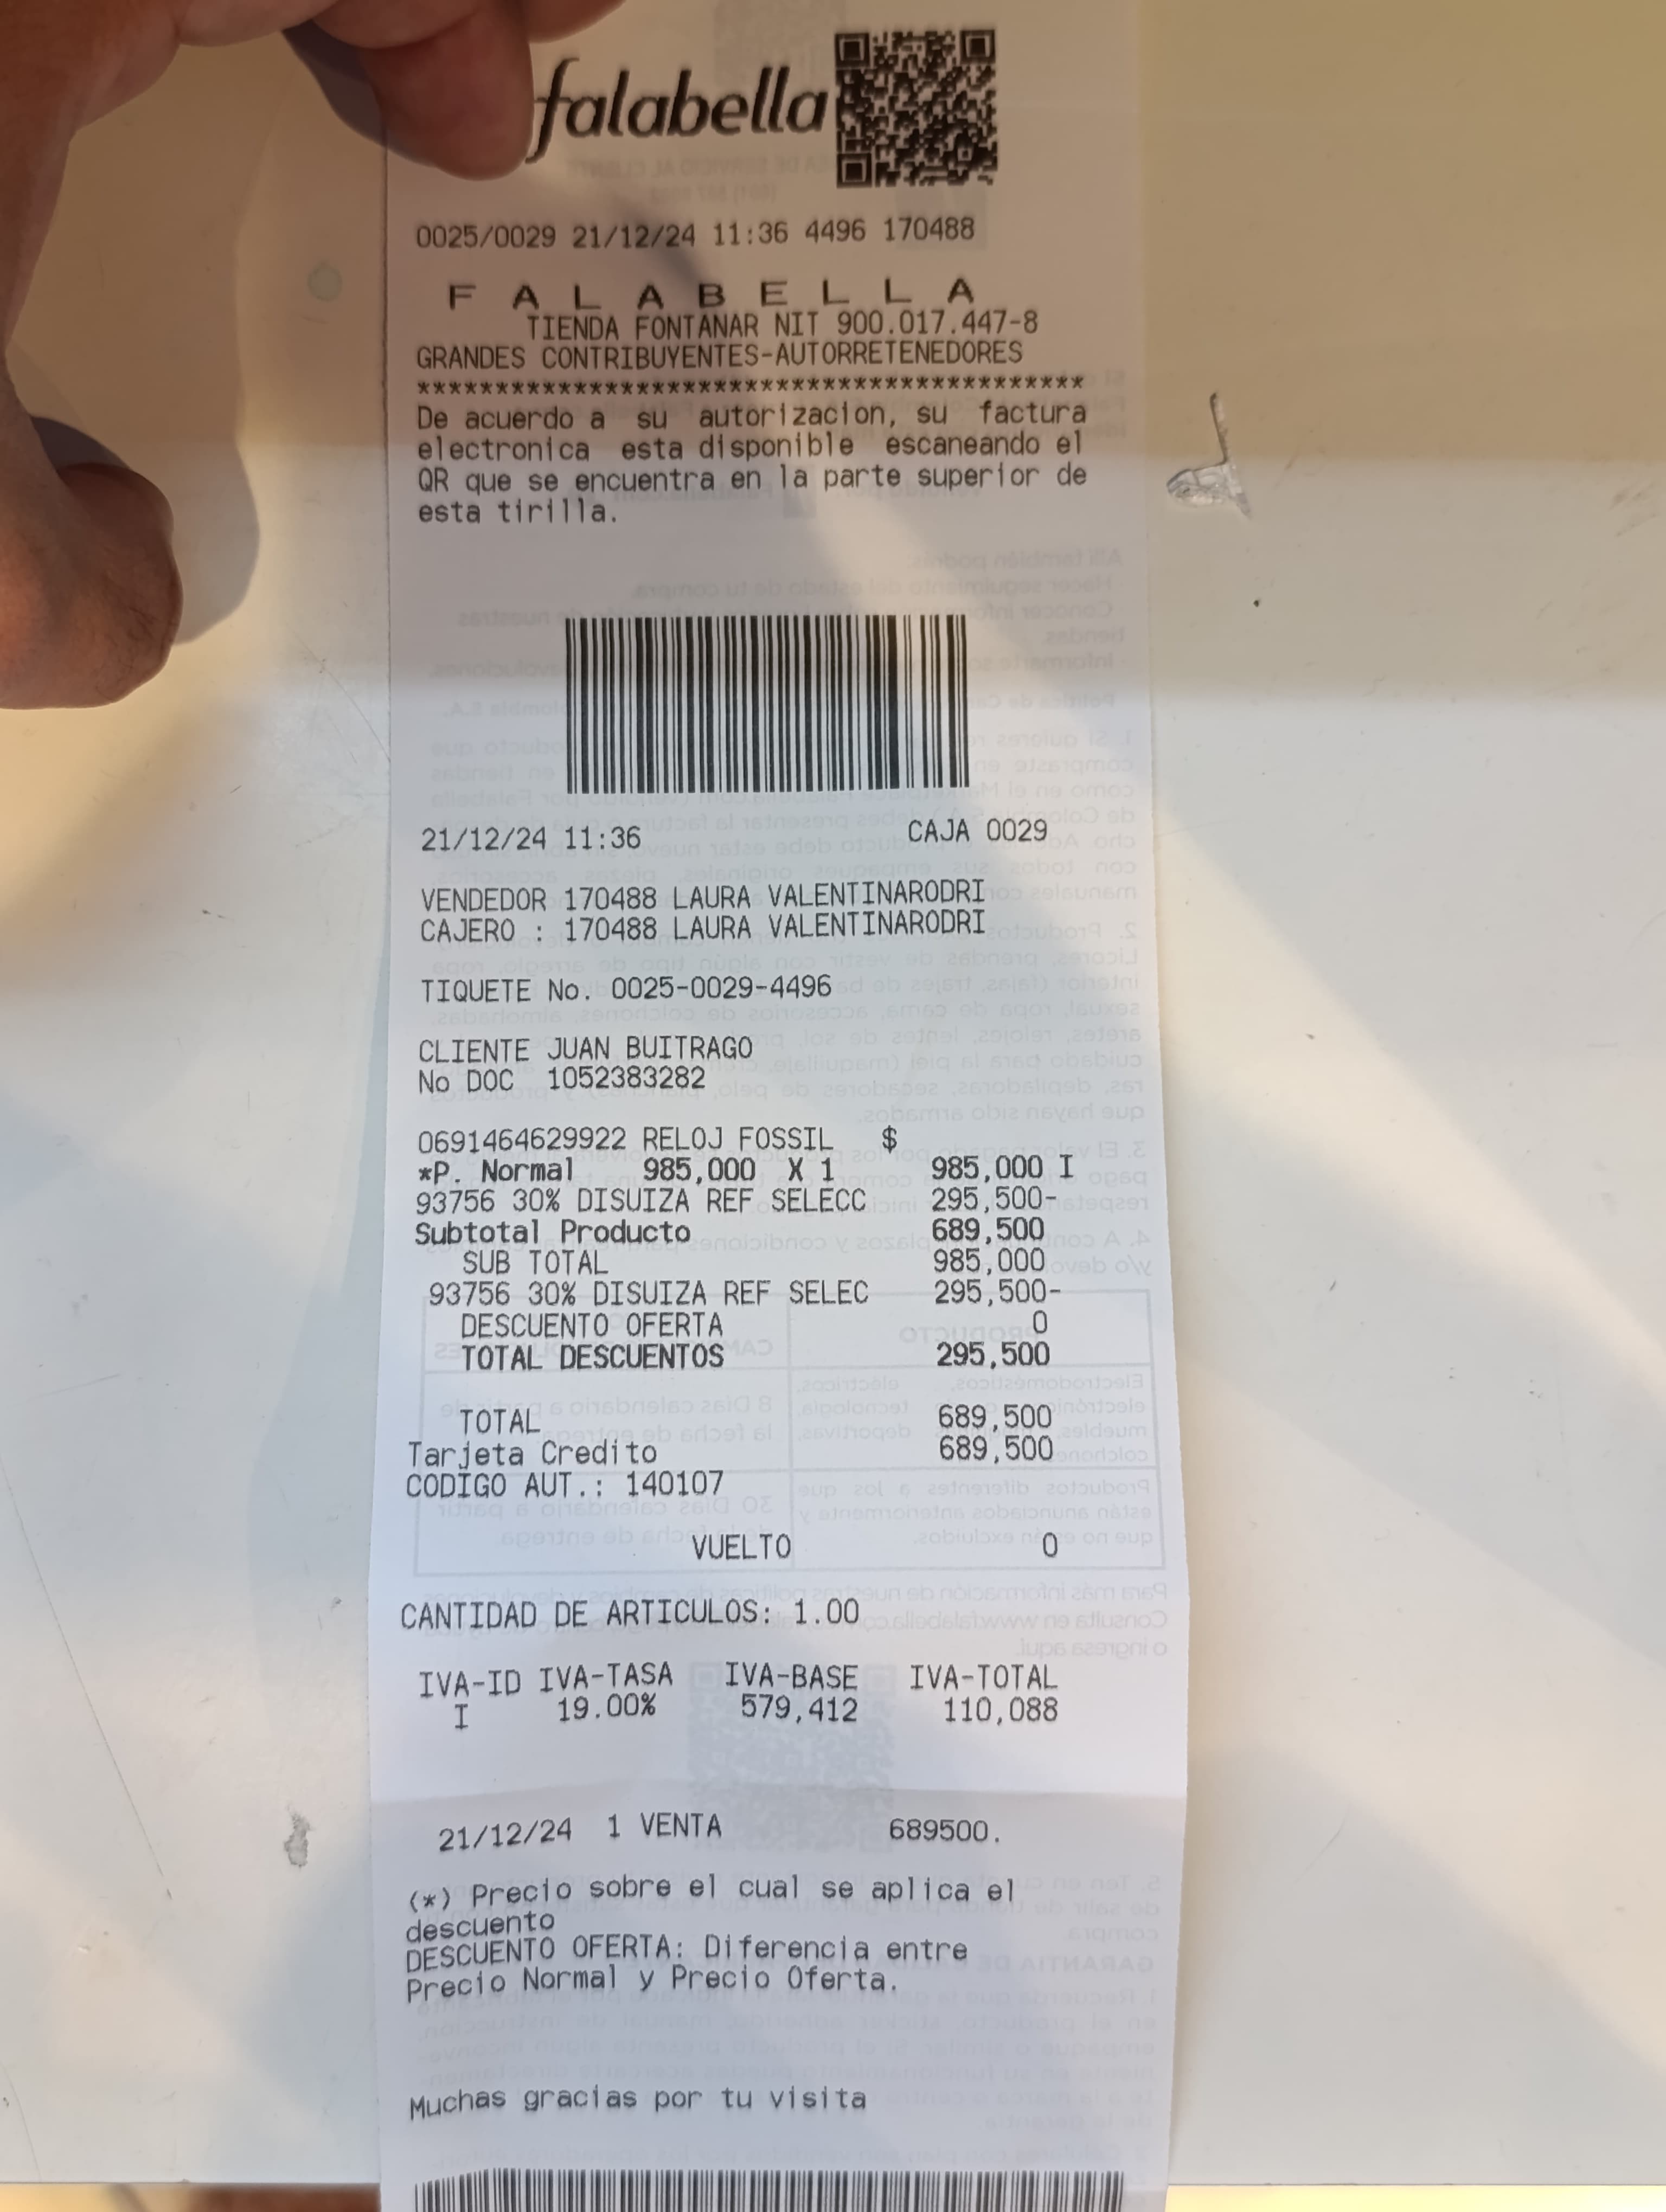 falabella
0025/0029 21/12/24 11:36 4496 170488
F A L A B E L L A
TIENDA FONTANAR NIT 900.017.447-8
GRANDES CONTRIBUYENTES-AUTORRETENEDORES
*******************************************
De acuerdo a su autorizacion, su factura
electronica esta disponible escaneando el
QR que se encuentra en la parte superior de
esta tirilla.
21/12/24 11:36 CAJA 0029
VENDEDOR 170488 LAURA VALENTINARODRI
CAJERO : 170488 LAURA VALENTINARODRI
TIQUETE No. 0025-0029-4496
CLIENTE JUAN BUITRAGO
No DOC 1052383282
0691464629922 RELOJ FOSSIL $
*P. Normal 985,000 X 1 985,000 I
93756 30% DISUIZA REF SELECC 295,500-
Subtotal Producto 689,500
SUB TOTAL 985,000
93756 30% DISUIZA REF SELEC 295,500-
DESCUENTO OFERTA 0
TOTAL DESCUENTOS 295,500
TOTAL 689,500
Tarjeta Credito 689,500
CODIGO AUT.: 140107
VUELTO 0
CANTIDAD DE ARTICULOS: 1.00
IVA-ID IVA-TASA IVA-BASE IVA-TOTAL
I 19.00% 579,412 110,088
21/12/24 1 VENTA 689500.
(*) Precio sobre el cual se aplica el
descuento
DESCUENTO OFERTA: Diferencia entre
Precio Normal y Precio Oferta.
Muchas gracias por tu visita